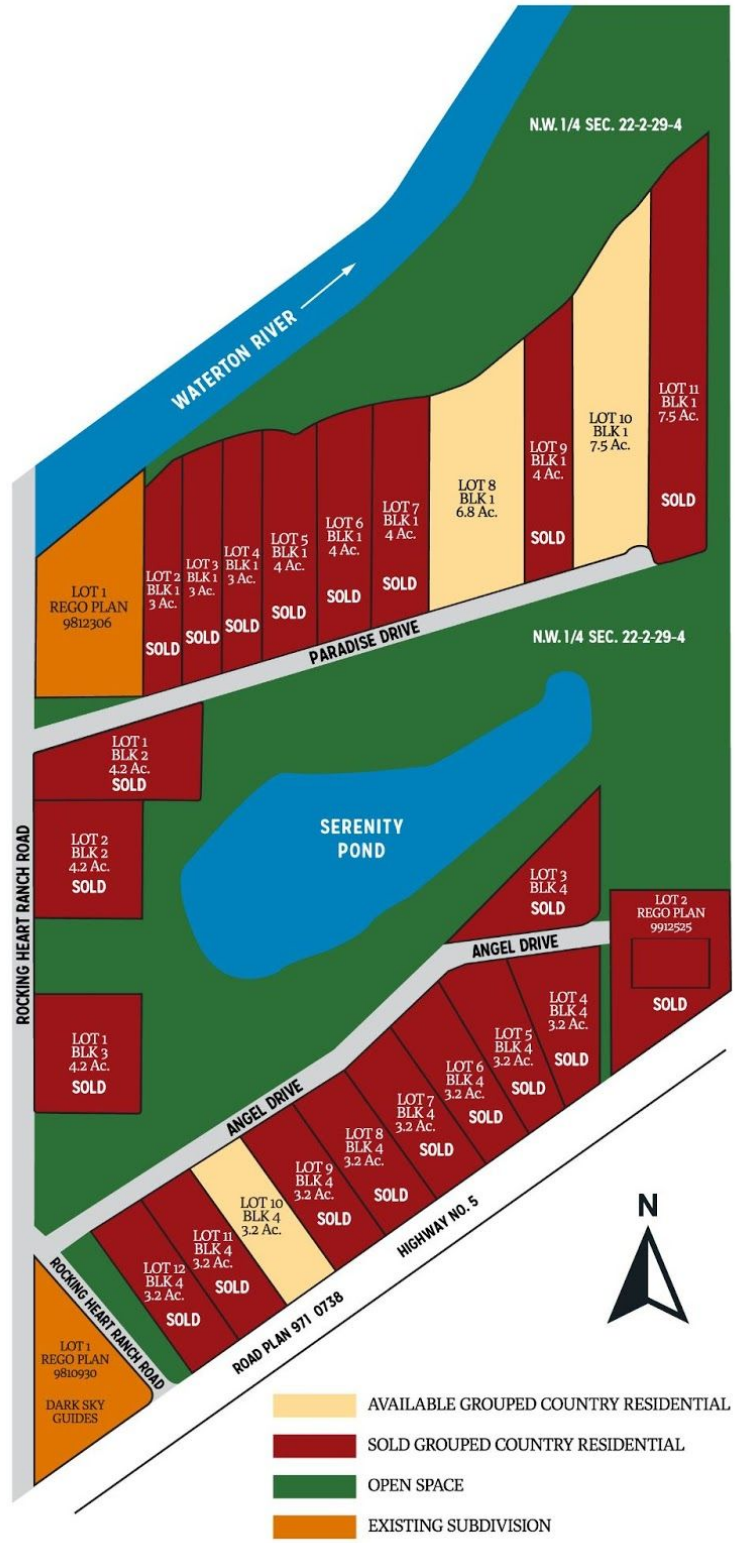 N.W. 1/4 SEC. 22-2-29-4
WATERTON RIVER
LOT 1
REGO PLAN
9812306
LOT 2
BLK 1
3 Ac.
SOLD
LOT 3
BLK 1
3 Ac.
SOLD
LOT 4
BLK 1
3 Ac.
SOLD
LOT 5
BLK 1
4 Ac.
SOLD
LOT 6
BLK 1
4 Ac.
SOLD
LOT 7
BLK 1
4 Ac.
SOLD
LOT 8
BLK 1
6.8 Ac.
LOT 9
BLK 1
4 Ac.
SOLD
LOT 10
BLK 1
7.5 Ac.
LOT 11
BLK 1
7.5 Ac.
SOLD
PARADISE DRIVE
N.W. 1/4 SEC. 22-2-29-4
LOT 1
BLK 2
4.2 Ac.
SOLD
LOT 2
BLK 2
4.2 Ac.
SOLD
SERENITY
POND
ROCKING HEART RANCH ROAD
LOT 3
BLK 4
SOLD
LOT 2
REGO PLAN
9912525
SOLD
ANGEL DRIVE
LOT 1
BLK 3
4.2 Ac.
SOLD
LOT 4
BLK 4
3.2 Ac.
SOLD
LOT 5
BLK 4
3.2 Ac.
SOLD
LOT 6
BLK 4
3.2 Ac.
SOLD
LOT 7
BLK 4
3.2 Ac.
SOLD
LOT 8
BLK 4
3.2 Ac.
SOLD
LOT 9
BLK 4
3.2 Ac.
SOLD
LOT 10
BLK 4
3.2 Ac.
LOT 11
BLK 4
3.2 Ac.
SOLD
LOT 12
BLK 4
3.2 Ac.
SOLD
ANGEL DRIVE
HIGHWAY NO. 5
ROAD PLAN 971 0738
ROCKING HEART RANCH ROAD
LOT 1
REGO PLAN
9810930
DARK SKY
GUIDES
N
AVAILABLE GROUPED COUNTRY RESIDENTIAL
SOLD GROUPED COUNTRY RESIDENTIAL
OPEN SPACE
EXISTING SUBDIVISION